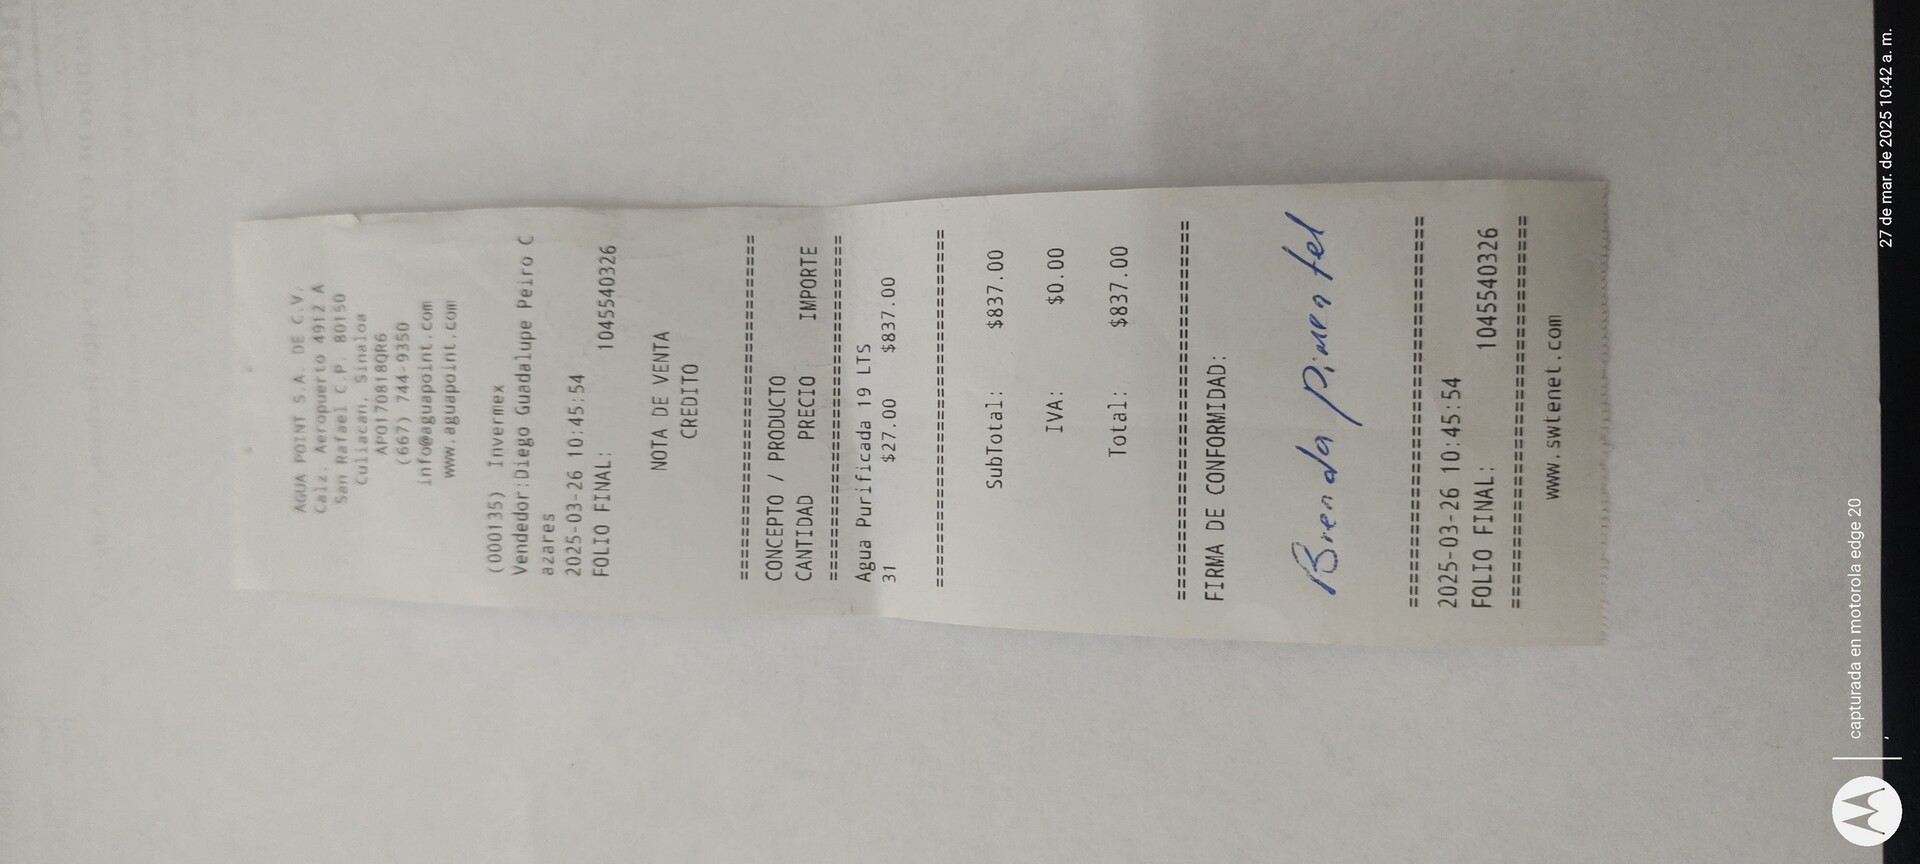 AGUA POINT S.A. DE C.V.
Calz. Aeropuerto 4912 A
San Rafael C.P. 80150
Culiacan, Sinaloa
APO170818QR6
(667) 744-9350
info@aguapoint.com
www.aguapoint.com
(000135) Invermex
Vendedor:Diego Guadalupe Peiro C
azares
2025-03-26 10:45:54
FOLIO FINAL: 1045540326
NOTA DE VENTA
CREDITO
================================
CONCEPTO / PRODUCTO
CANTIDAD PRECIO IMPORTE
================================
Agua Purificada 19 LTS
31 $27.00 $837.00
================================
SubTotal: $837.00
IVA: $0.00
Total: $837.00
================================
FIRMA DE CONFORMIDAD:
Brenda Pimentel
================================
2025-03-26 10:45:54
FOLIO FINAL: 1045540326
================================
www.swtenet.com
capturada en motorola edge 20
27 de mar. de 2025 10:42 a. m.